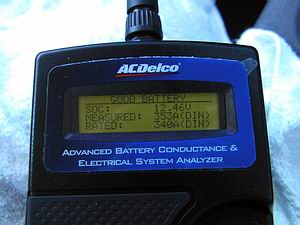 ACDelco
GOOD BATTERY
SOC: 12.46V
MEASURED: 353A(DIN)
RATED: 340A(DIN)
ADVANCED BATTERY CONDUCTANCE &
ELECTRICAL SYSTEM ANALYZER